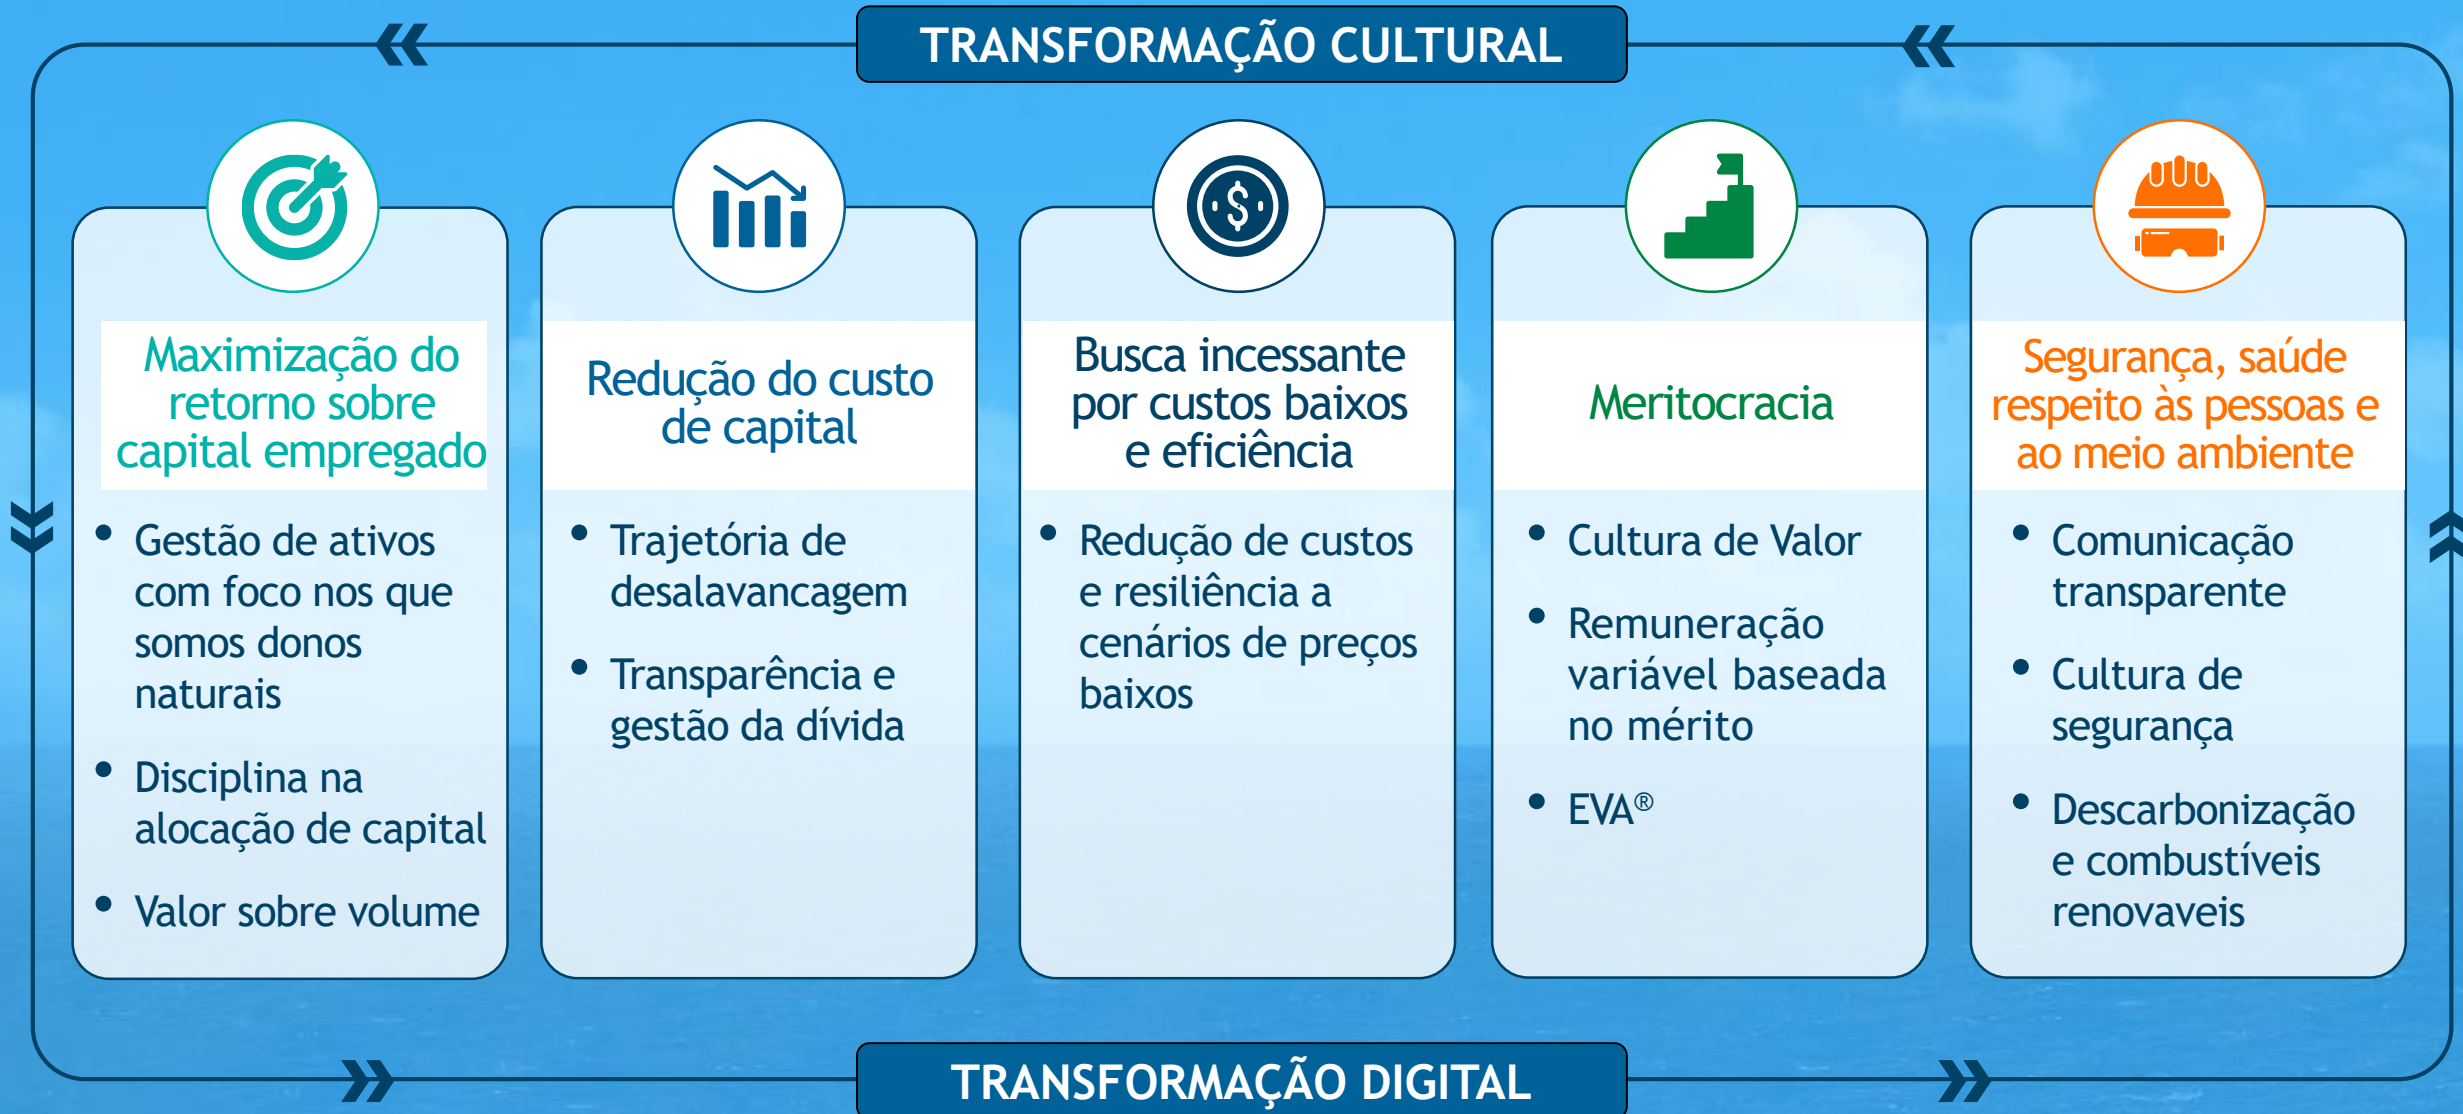 TRANSFORMAÇÃO CULTURAL
Maximização do
retorno sobre
capital empregado
• Gestão de ativos
com foco nos que
somos donos
naturais
• Disciplina na
alocação de capital
• Valor sobre volume
Redução do custo
de capital
• Trajetória de
desalavancagem
• Transparência e
gestão da dívida
Busca incessante
por custos baixos
e eficiência
• Redução de custos
e resiliência a
cenários de preços
baixos
Meritocracia
• Cultura de Valor
• Remuneração
variável baseada
no mérito
• EVA®
Segurança, saúde
respeito às pessoas e
ao meio ambiente
• Comunicação
transparente
• Cultura de
segurança
• Descarbonização
e combustíveis
renovaveis
TRANSFORMAÇÃO DIGITAL